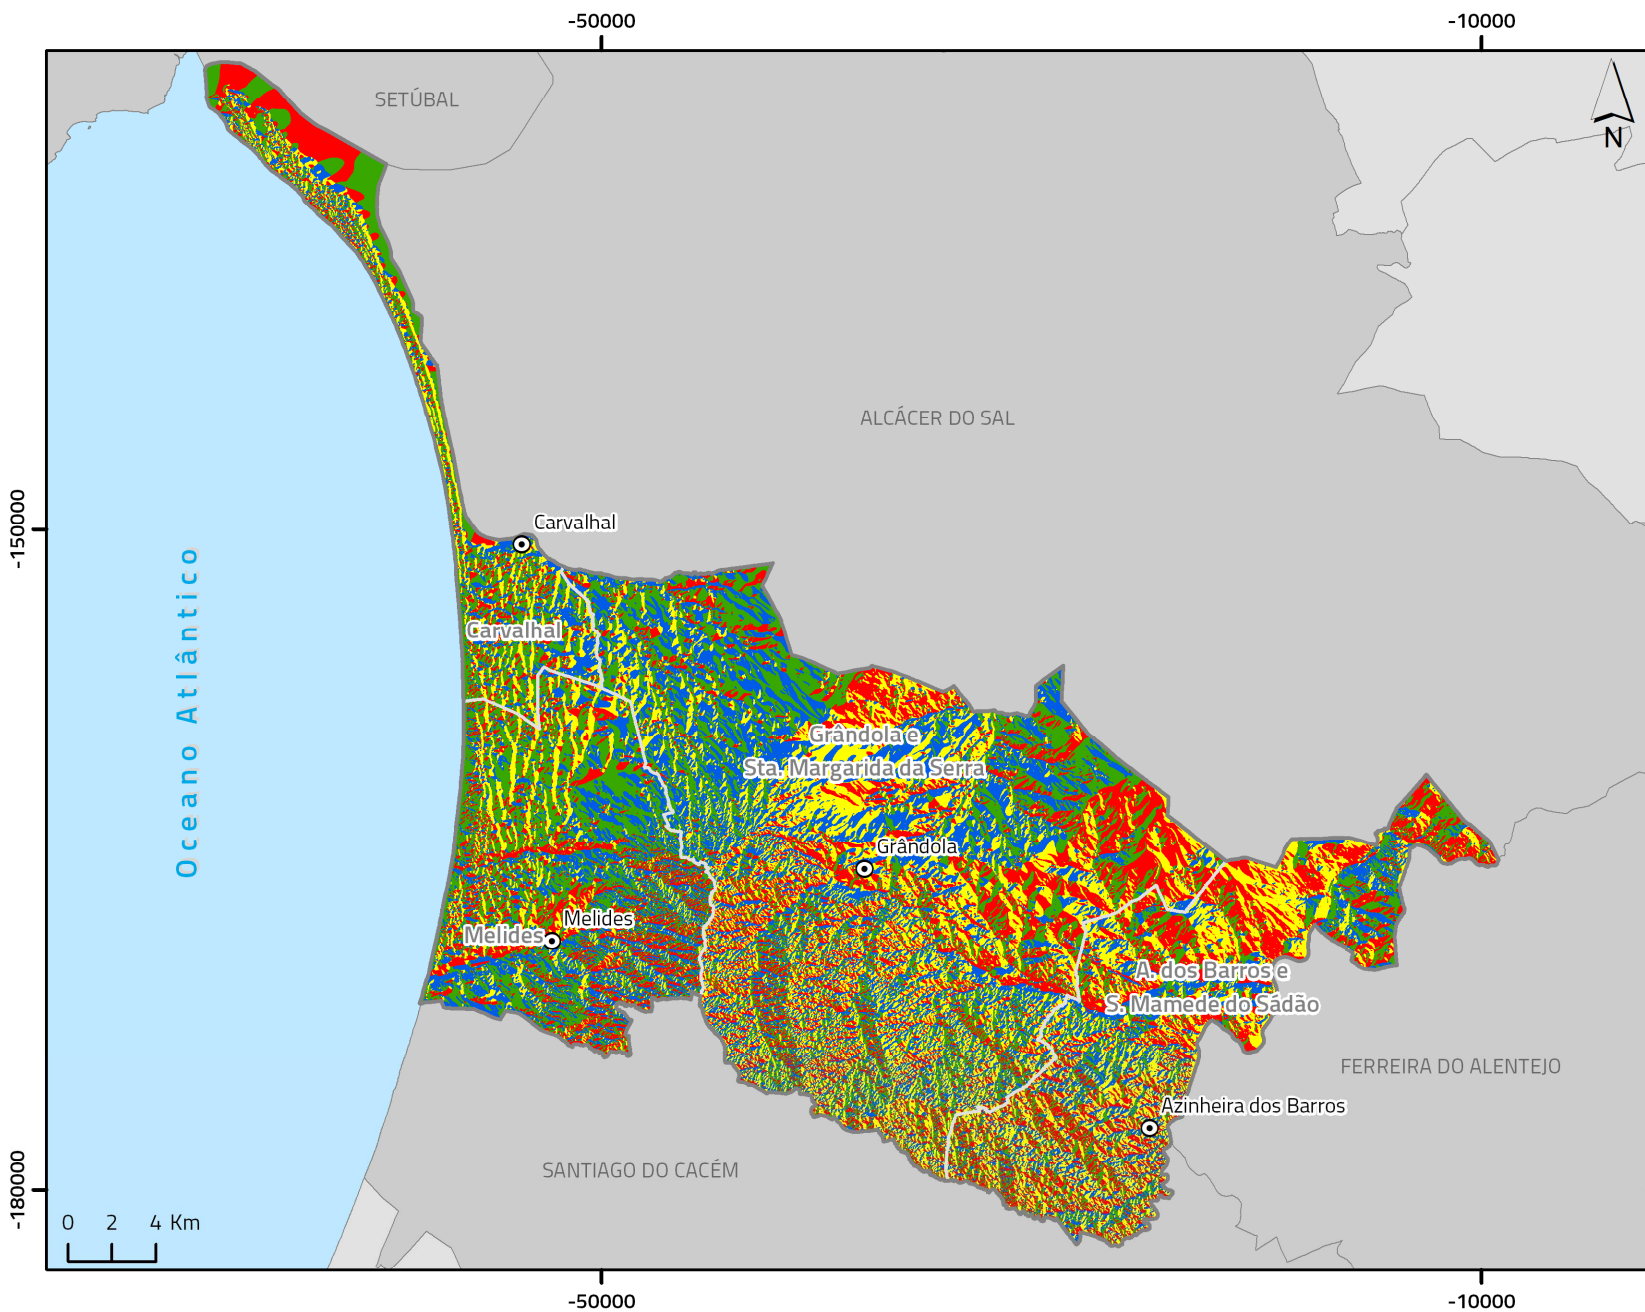 -50000
-10000
SETÚBAL
N
ALCÁCER DO SAL
-150000
Carvalhal
Oceano Atlântico
Carvalhal
Grândola e
Sta. Margarida da Serra
Grândola
Melides
Melides
A. dos Barros e
S. Mamede do Sádão
FERREIRA DO ALENTEJO
Azinheira dos Barros
SANTIAGO DO CACÉM
-180000
0 2 4 Km
-50000
-10000